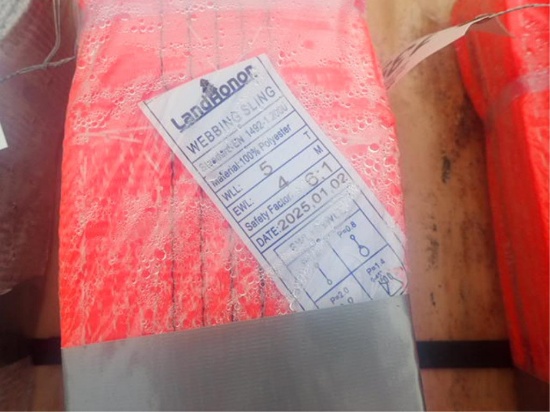 LandHonor
WEBBING SLING
Standard:EN 1492-1:2000
Material:100% Polyester
WLL: 5 T
EWL: 4 M
Safety Factor: 6:1
DATE: 2025.01.02
P=0.8
P=1.4
P=2.0